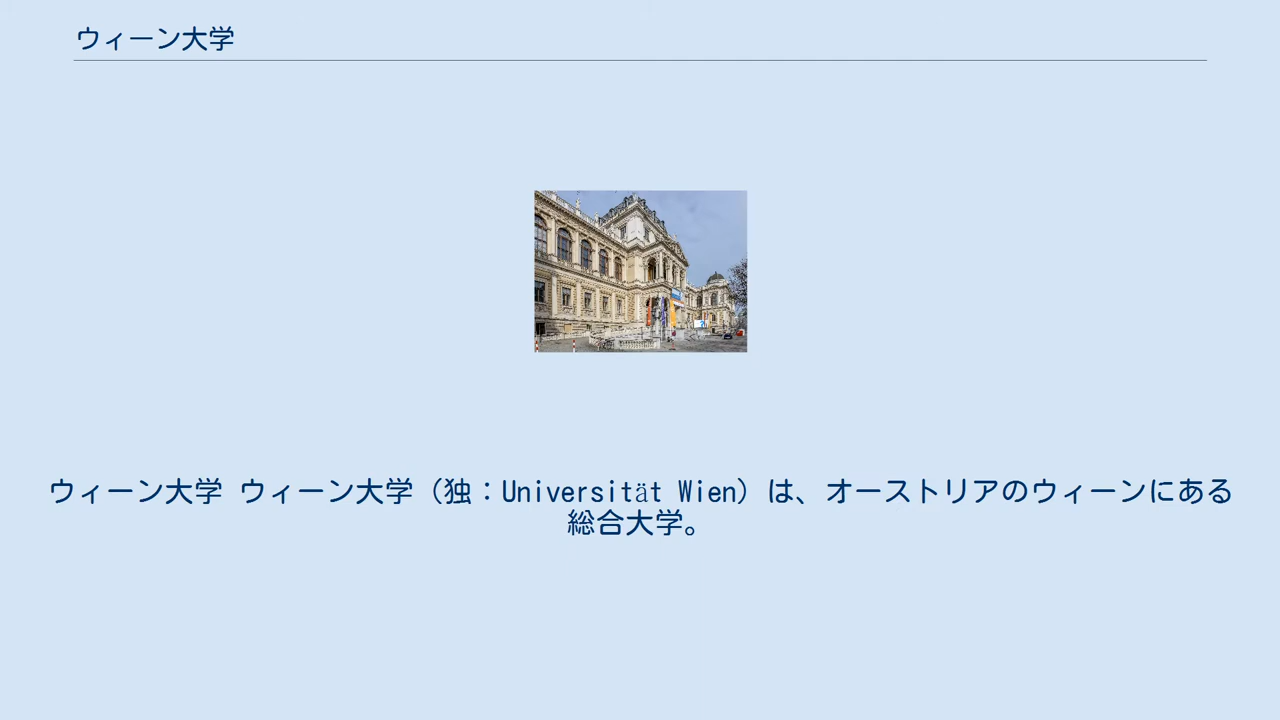 ウィーン大学
ウィーン大学 ウィーン大学（独：Universität Wien）は、オーストリアのウィーンにある
総合大学。